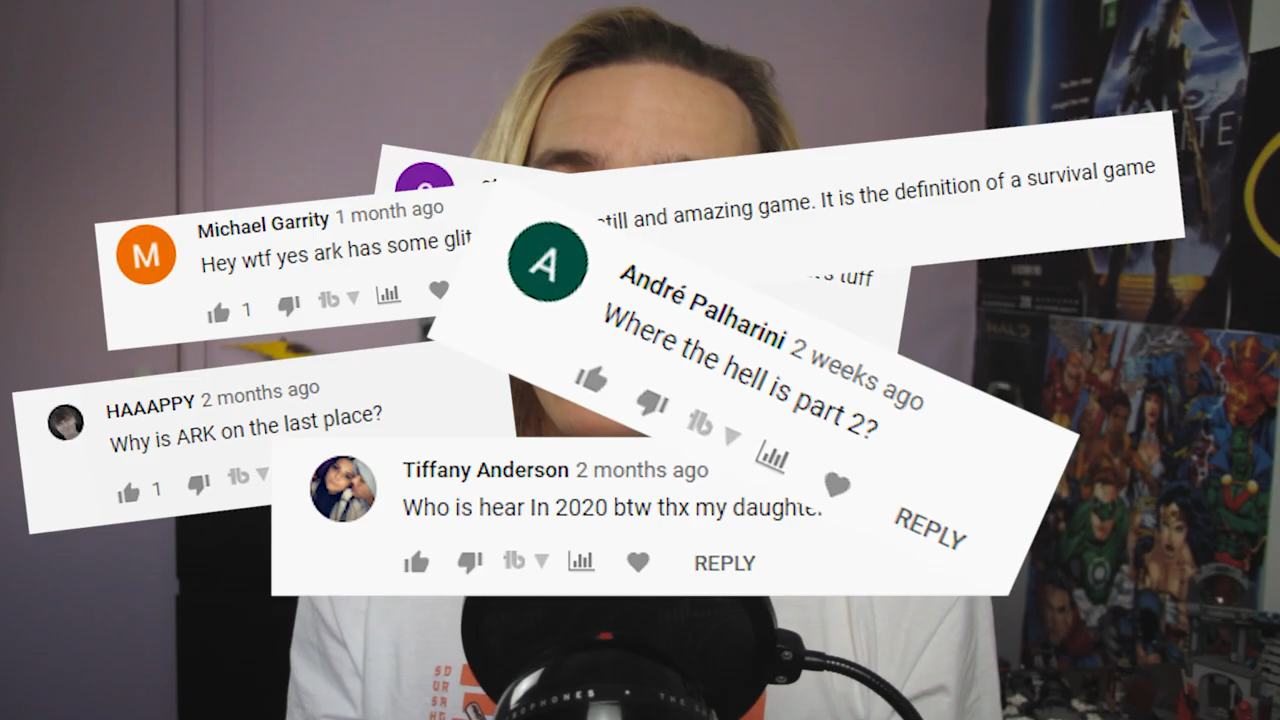 still and amazing game. It is the definition of a survival game
tuff
Michael Garrity 1 month ago
Hey wtf yes ark has some
1
André Palharini 2 weeks ago
Where the hell is part 2?
REPLY
HAAAPPY 2 months ago
Why is ARK on the last place?
1
Tiffany Anderson 2 months ago
Who is hear In 2020 btw thx my
REPLY
HALO